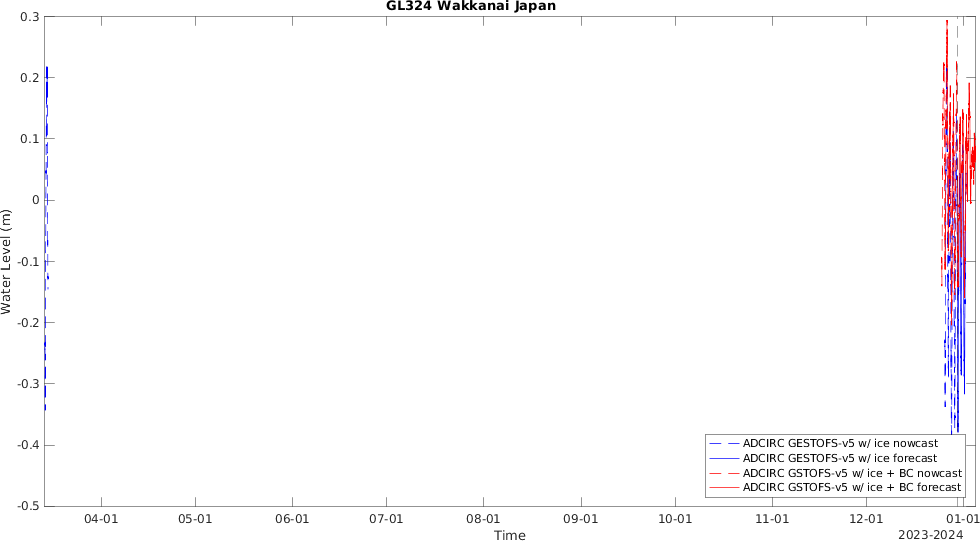 GL324 Wakkanai Japan
0.3
0.2
0.1
0
-0.1
-0.2
-0.3
-0.4
-0.5
Water Level (m)
ADCIRC GESTOFS-v5 w/ ice nowcast
ADCIRC GESTOFS-v5 w/ ice forecast
ADCIRC GSTOFS-v5 w/ ice + BC nowcast
ADCIRC GSTOFS-v5 w/ ice + BC forecast
04-01 05-01 06-01 07-01 08-01 09-01 10-01 11-01 12-01 01-01
Time
2023-2024